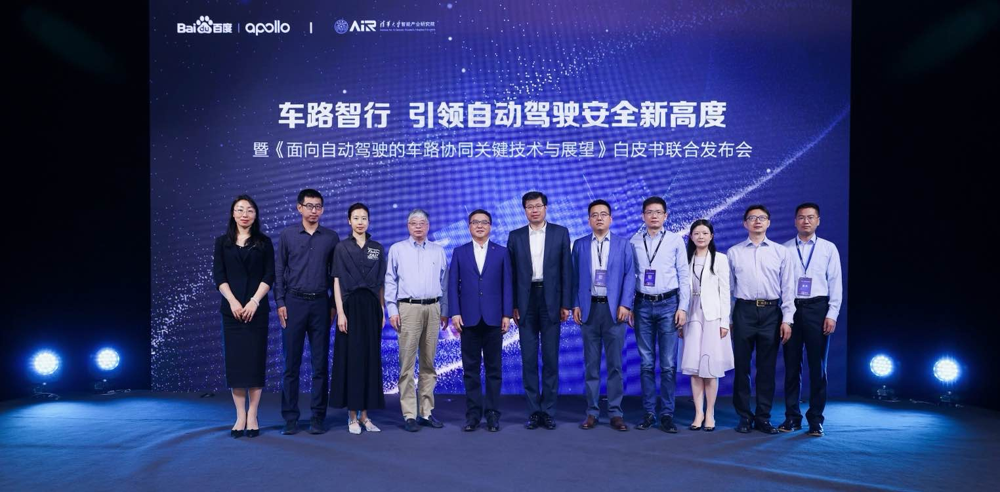 Bai du 百度 | apollo | AiR 清华大学智能产业研究院
车路智行 引领自动驾驶安全新高度
暨《面向自动驾驶的车路协同关键技术与展望》白皮书联合发布会